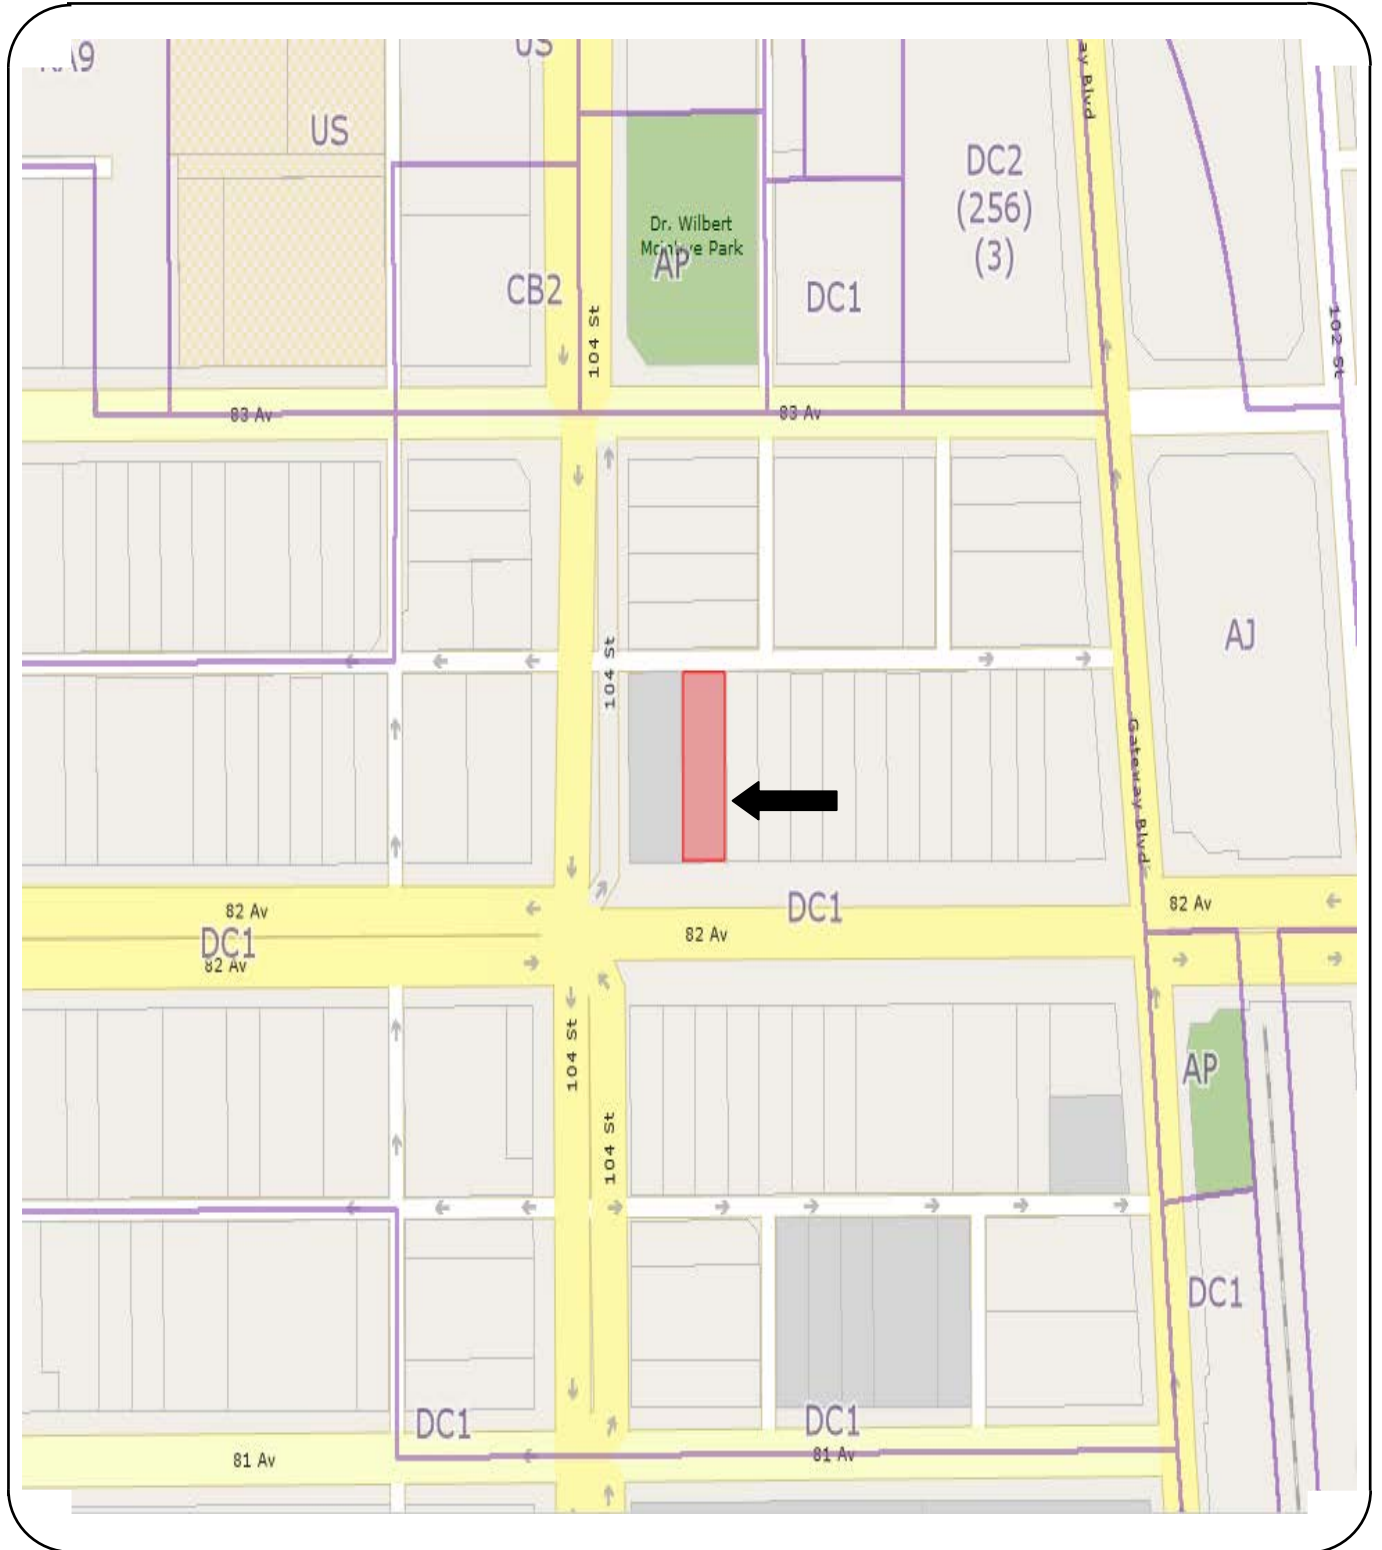 US
US
DC2
(256)
(3)
Dr. Wilbert
Park
AP
CB2
DC1
104 St
102 St
83 Av
83 Av
AJ
104 St
Gateway Blvd
DC1
82 Av
82 Av
82 Av
DC1
82 Av
104 St
AP
104 St
DC1
DC1
DC1
81 Av
81 Av